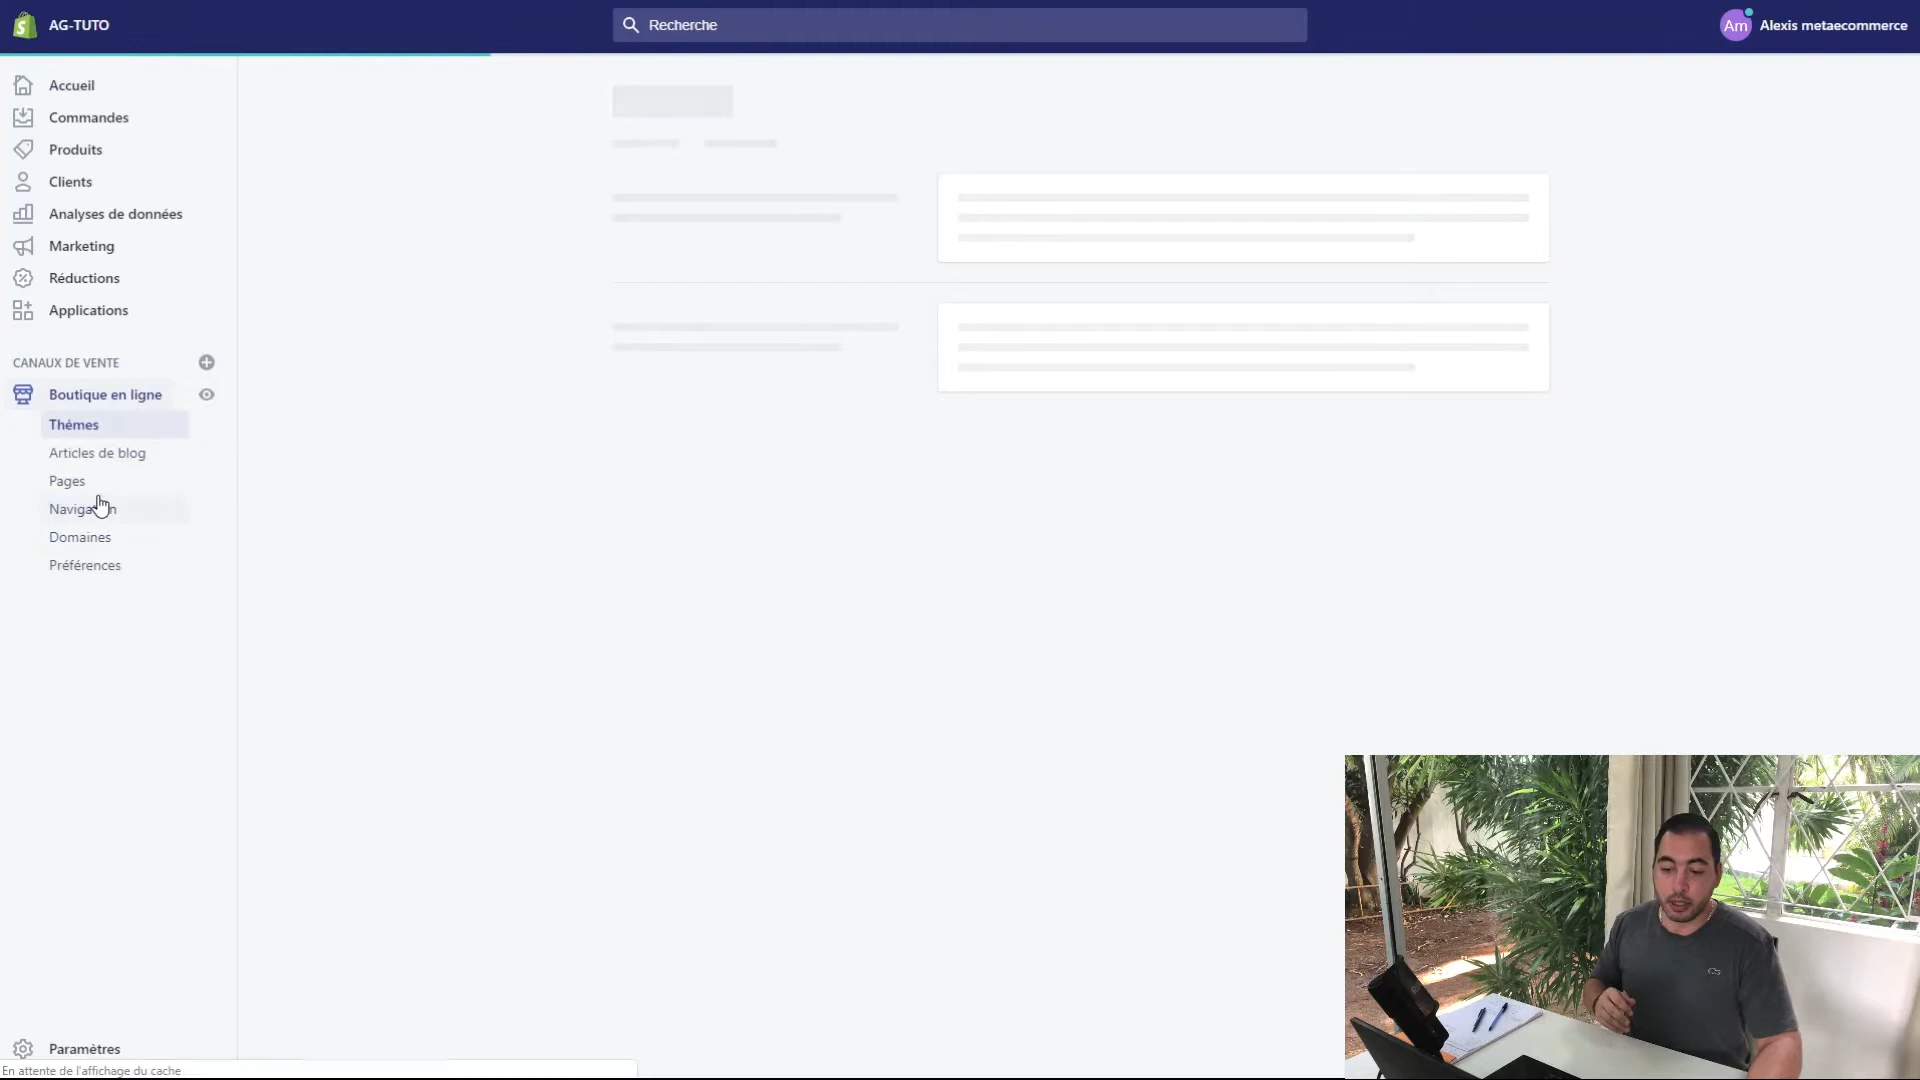 AG-TUTO
Recherche
Am
Alexis metaecommerce
Accueil
Commandes
Produits
Clients
Analyses de données
Marketing
Réductions
Applications
CANAUX DE VENTE
Boutique en ligne
Thèmes
Articles de blog
Pages
Navigation
Domaines
Préférences
Paramètres
En attente de l'affichage du cache